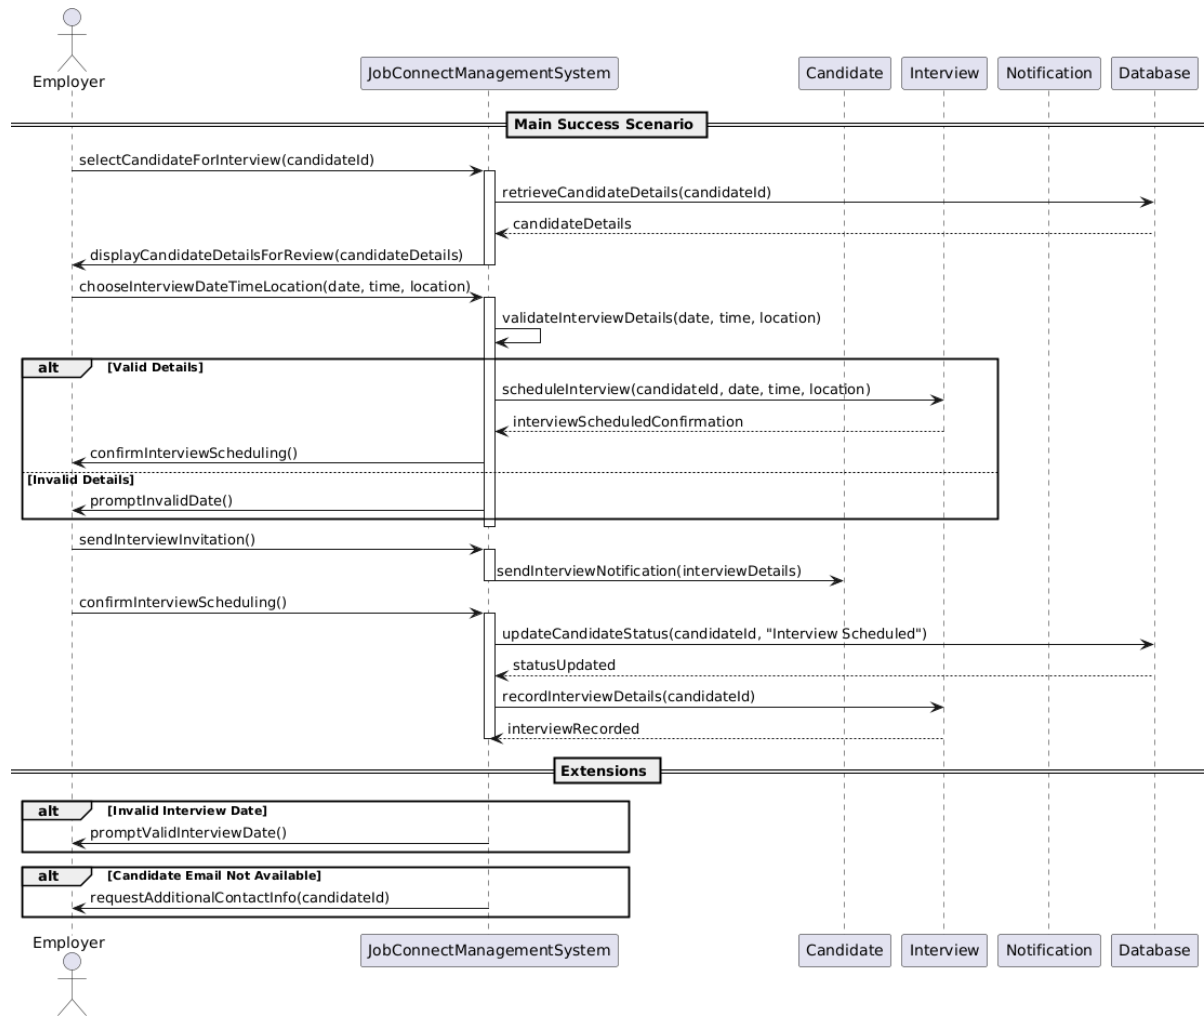 Employer
JobConnectManagementSystem
Candidate
Interview
Notification
Database
Main Success Scenario
selectCandidateForInterview(candidateId)
retrieveCandidateDetails(candidateId)
candidateDetails
displayCandidateDetailsForReview(candidateDetails)
chooseInterviewDateTimeLocation(date, time, location)
validateInterviewDetails(date, time, location)
alt [Valid Details]
scheduleInterview(candidateId, date, time, location)
interviewScheduledConfirmation
confirmInterviewScheduling()
[Invalid Details]
promptInvalidDate()
sendInterviewInvitation()
sendInterviewNotification(interviewDetails)
confirmInterviewScheduling()
updateCandidateStatus(candidateId, "Interview Scheduled")
statusUpdated
recordInterviewDetails(candidateId)
interviewRecorded
Extensions
alt [Invalid Interview Date]
promptValidInterviewDate()
alt [Candidate Email Not Available]
requestAdditionalContactInfo(candidateId)
Employer
JobConnectManagementSystem
Candidate
Interview
Notification
Database